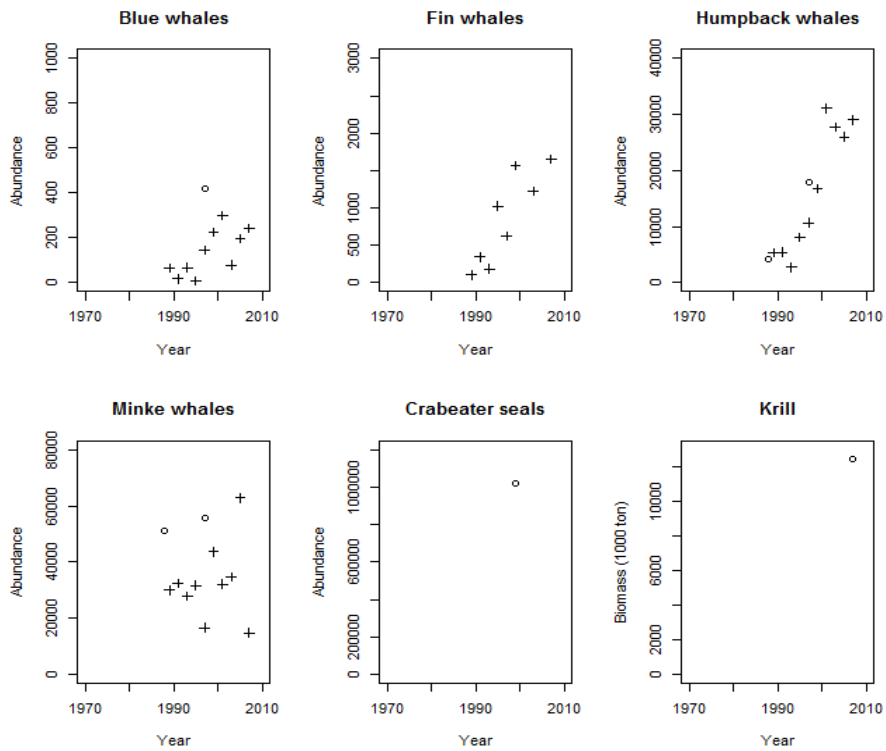 Blue whales
Abundance
0 200 400 600 800 1000
1970 1990 2010
Year
Fin whales
Abundance
0 500 1000 2000 3000
1970 1990 2010
Year
Humpback whales
Abundance
0 10000 20000 30000 40000
1970 1990 2010
Year
Minke whales
Abundance
0 20000 40000 60000 80000
1970 1990 2010
Year
Crabeater seals
Abundance
0 200000 600000 1000000
1970 1990 2010
Year
Krill
Biomass (1000 ton)
0 2000 6000 10000
1970 1990 2010
Year